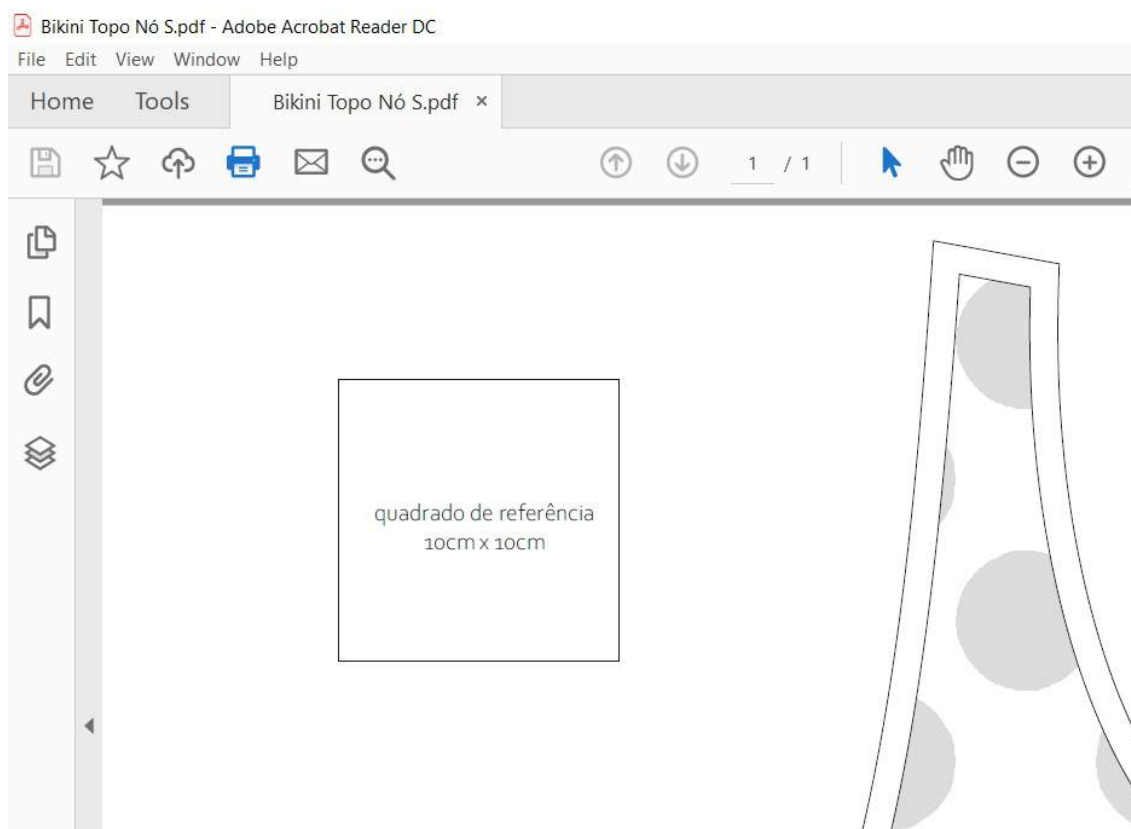 Bikini Topo Nó S.pdf - Adobe Acrobat Reader DC
File Edit View Window Help
Home Tools Bikini Topo Nó S.pdf ×
1 / 1
quadrado de referência
10cm x 10cm